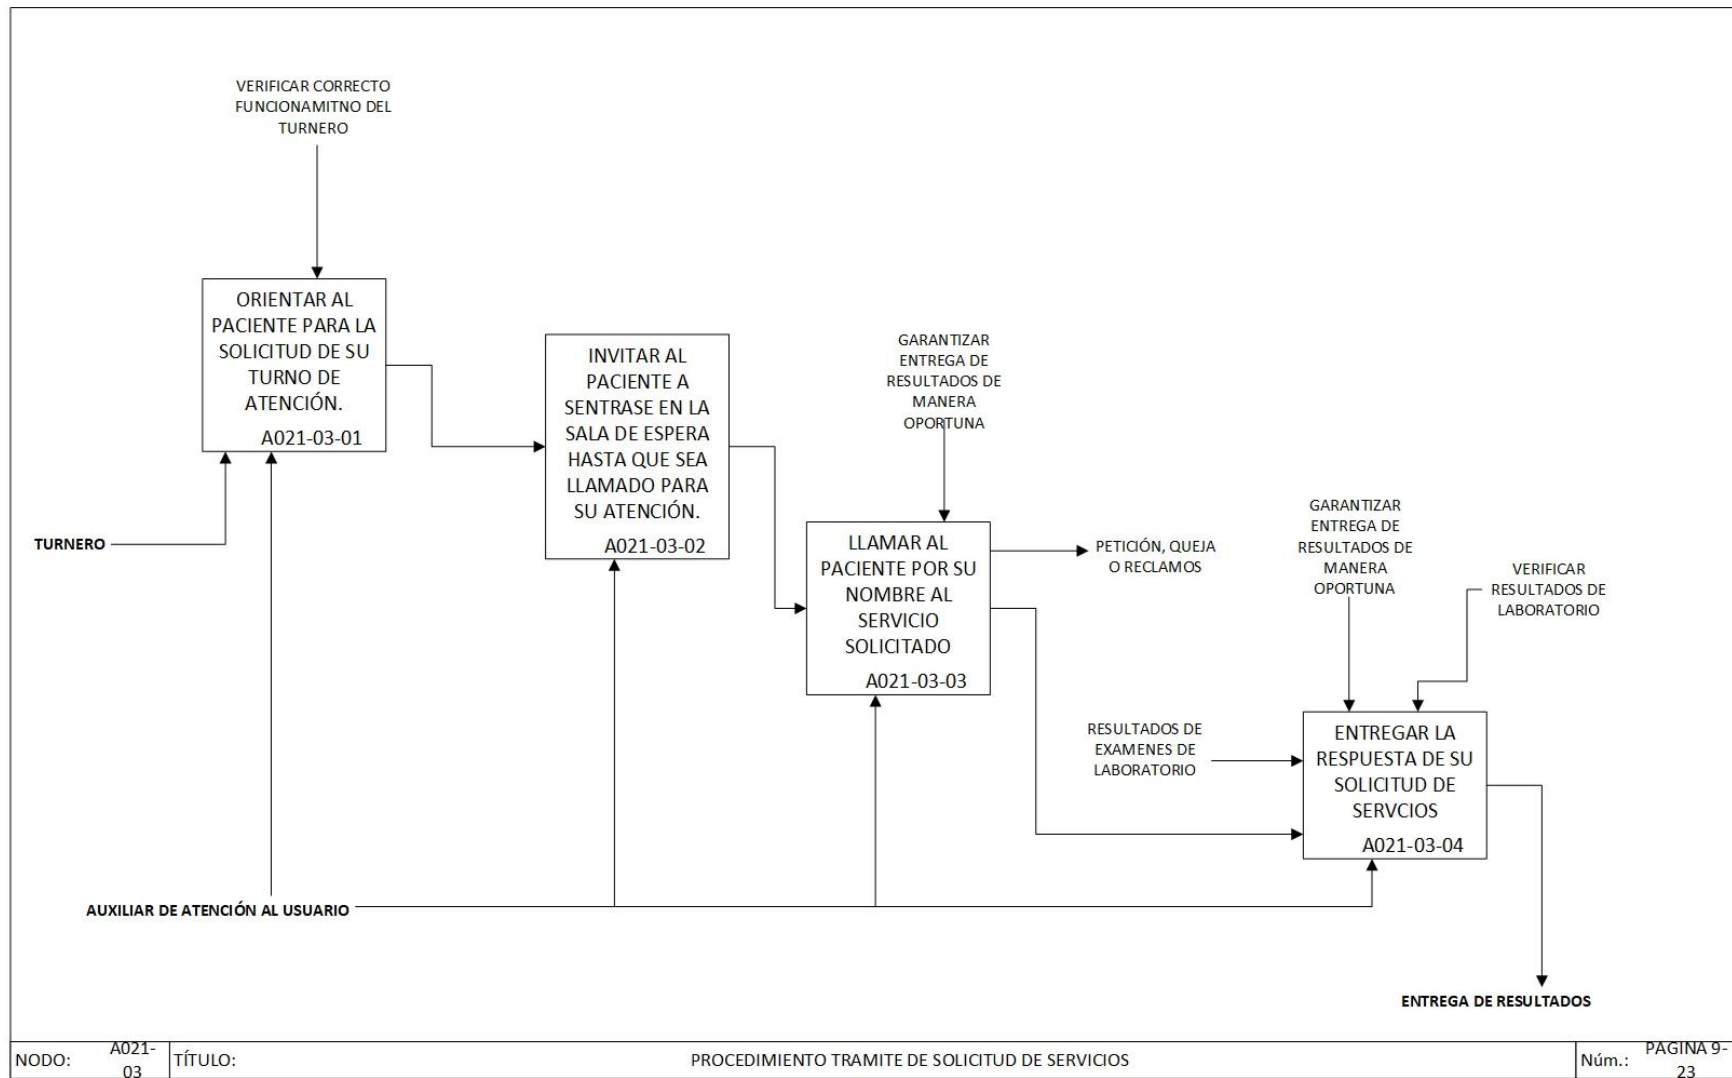 VERIFICAR CORRECTO
FUNCIONAMITNO DEL
TURNERO
ORIENTAR AL
PACIENTE PARA LA
SOLICITUD DE SU
TURNO DE
ATENCIÓN.
A021-03-01
INVITAR AL
PACIENTE A
SENTRASE EN LA
SALA DE ESPERA
HASTA QUE SEA
LLAMADO PARA
SU ATENCIÓN.
A021-03-02
GARANTIZAR
ENTREGA DE
RESULTADOS DE
MANERA
OPORTUNA
TURNERO
LLAMAR AL
PACIENTE POR SU
NOMBRE AL
SERVICIO
SOLICITADO
A021-03-03
PETICIÓN, QUEJA
O RECLAMOS
GARANTIZAR
ENTREGA DE
RESULTADOS DE
MANERA
OPORTUNA
VERIFICAR
RESULTADOS DE
LABORATORIO
RESULTADOS DE
EXAMENES DE
LABORATORIO
ENTREGAR LA
RESPUESTA DE SU
SOLICITUD DE
SERVCIOS
A021-03-04
AUXILIAR DE ATENCIÓN AL USUARIO
ENTREGA DE RESULTADOS
NODO:
A021-
03
TÍTULO:
PROCEDIMIENTO TRAMITE DE SOLICITUD DE SERVICIOS
Núm.:
PAGINA 9-
23